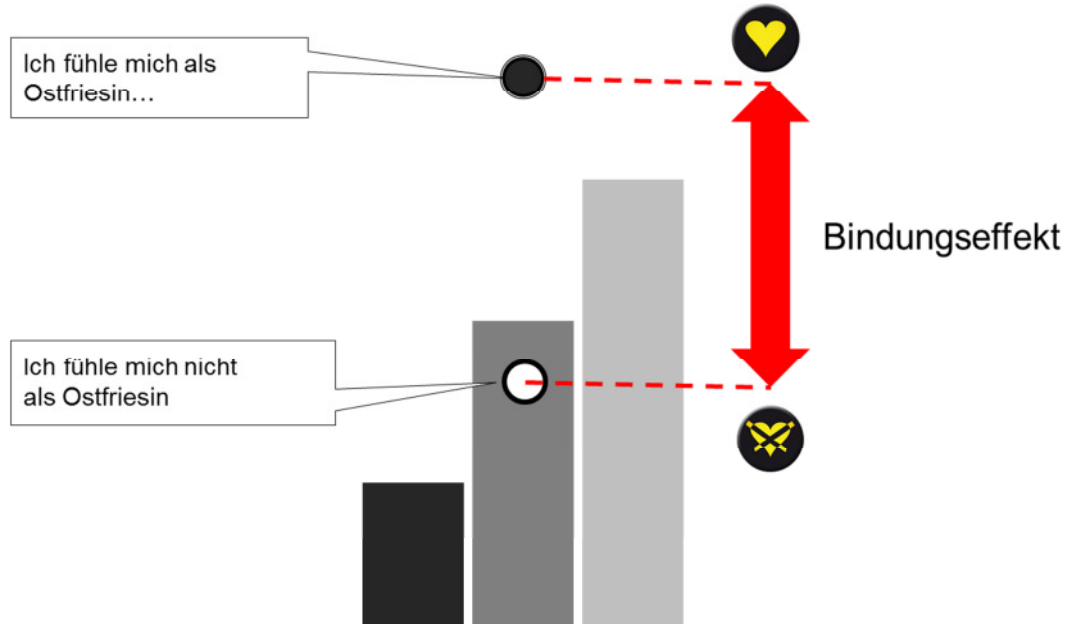 Ich fühle mich als
Ostfriesin…
Bindungseffekt
Ich fühle mich nicht
als Ostfriesin